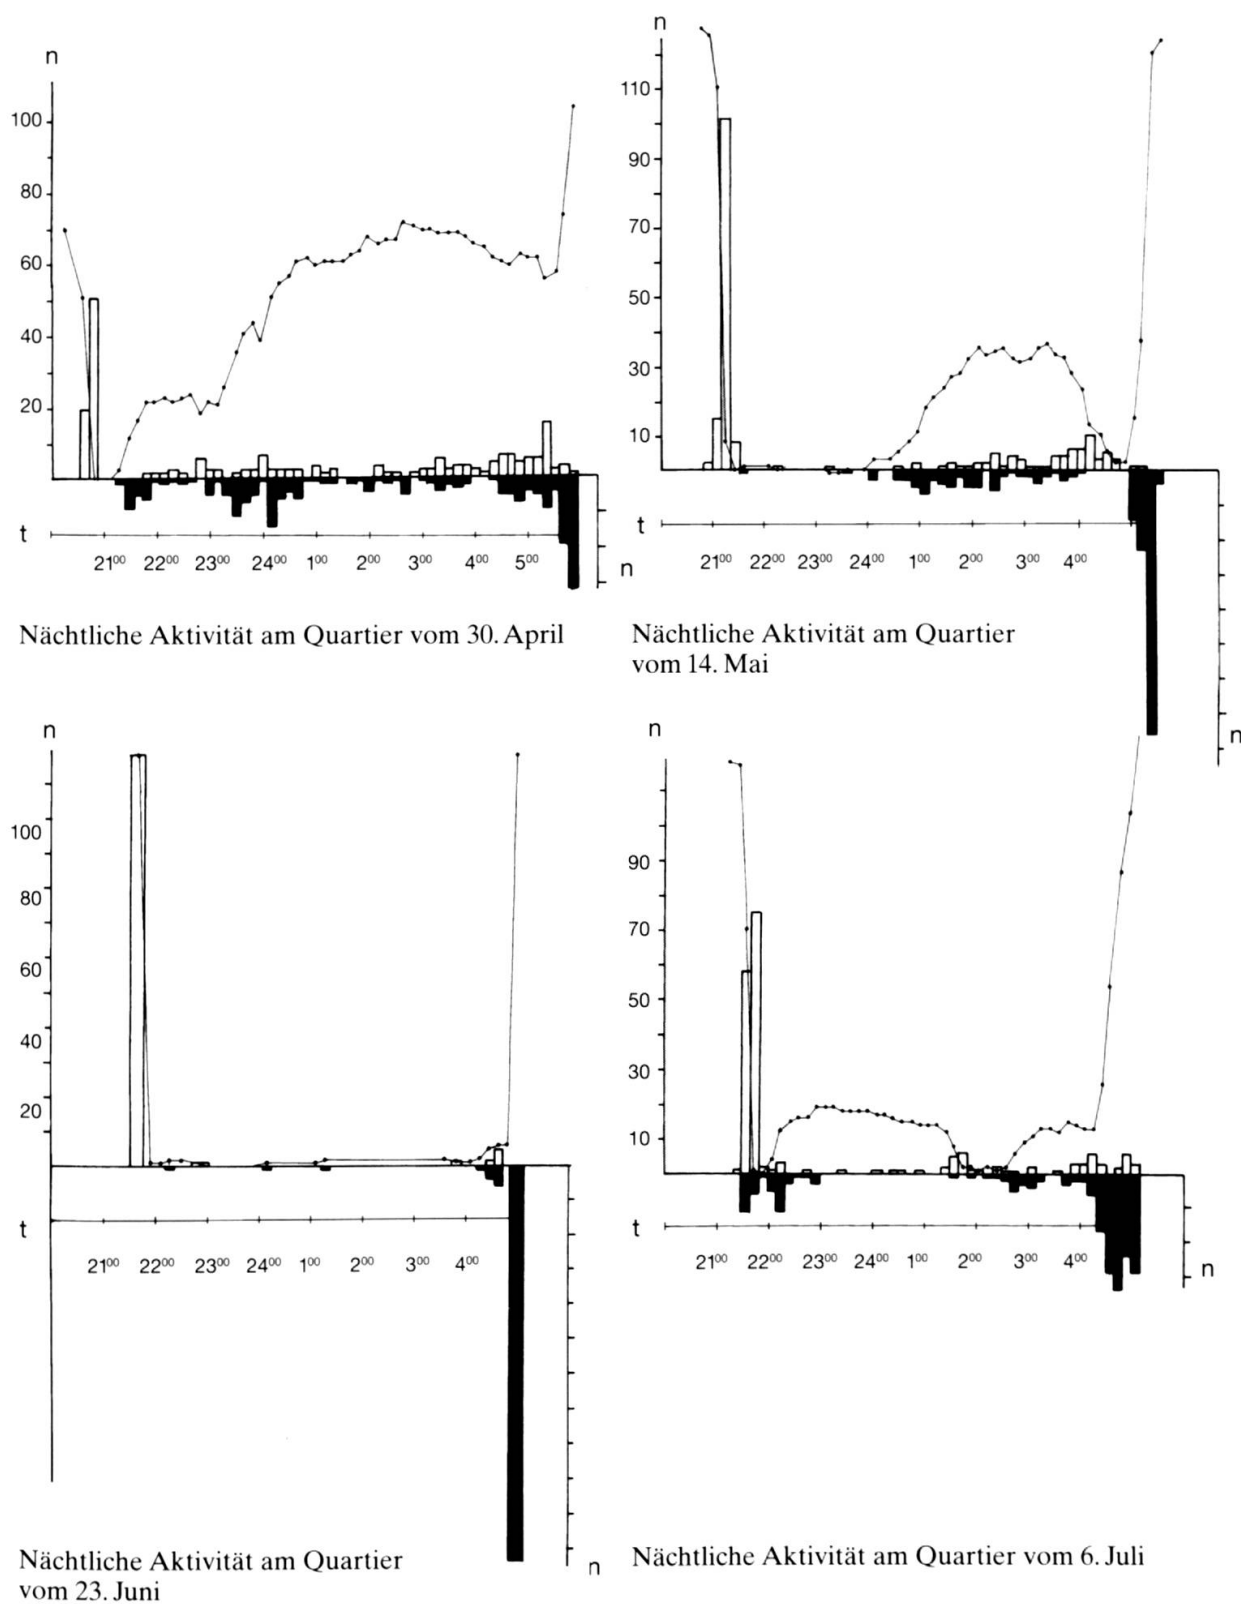 n
100
80
60
40
20
t
21⁰⁰ 22⁰⁰ 23⁰⁰ 24⁰⁰ 1⁰⁰ 2⁰⁰ 3⁰⁰ 4⁰⁰ 5⁰⁰
n
Nächtliche Aktivität am Quartier vom 30. April
n
110
90
70
50
30
10
t
21⁰⁰ 22⁰⁰ 23⁰⁰ 24⁰⁰ 1⁰⁰ 2⁰⁰ 3⁰⁰ 4⁰⁰
n
Nächtliche Aktivität am Quartier
vom 14. Mai
n
100
80
60
40
20
t
21⁰⁰ 22⁰⁰ 23⁰⁰ 24⁰⁰ 1⁰⁰ 2⁰⁰ 3⁰⁰ 4⁰⁰
n
Nächtliche Aktivität am Quartier
vom 23. Juni
n
90
70
50
30
10
t
21⁰⁰ 22⁰⁰ 23⁰⁰ 24⁰⁰ 1⁰⁰ 2⁰⁰ 3⁰⁰ 4⁰⁰
n
Nächtliche Aktivität am Quartier vom 6. Juli